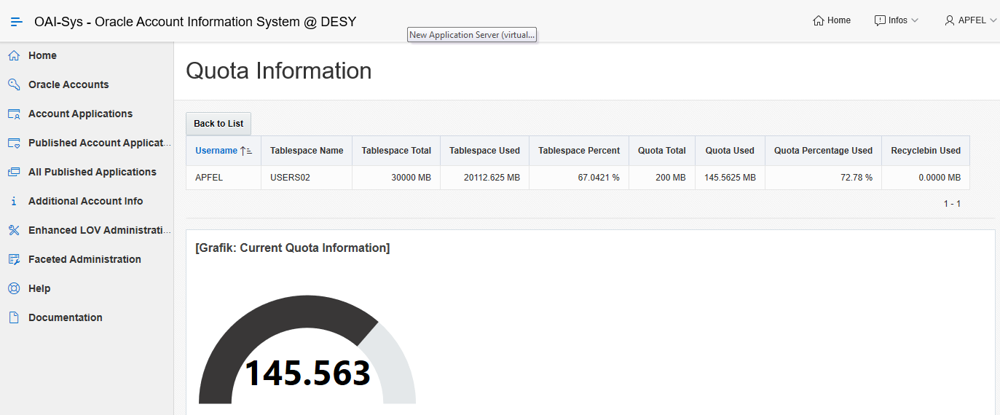 OAI-Sys - Oracle Account Information System @ DESY
Home
Infos
APFEL
New Application Server (virtual...
Home
Oracle Accounts
Account Applications
Published Account Applicat...
All Published Applications
Additional Account Info
Enhanced LOV Administrati...
Faceted Administration
Help
Documentation
Quota Information
Back to List
Username Tablespace Name Tablespace Total Tablespace Used Tablespace Percent Quota Total Quota Used Quota Percentage Used Recyclebin Used
APFEL USERS02 30000 MB 20112.625 MB 67.0421 % 200 MB 145.5625 MB 72.78 % 0.0000 MB
1 - 1
[Grafik: Current Quota Information]
145.563